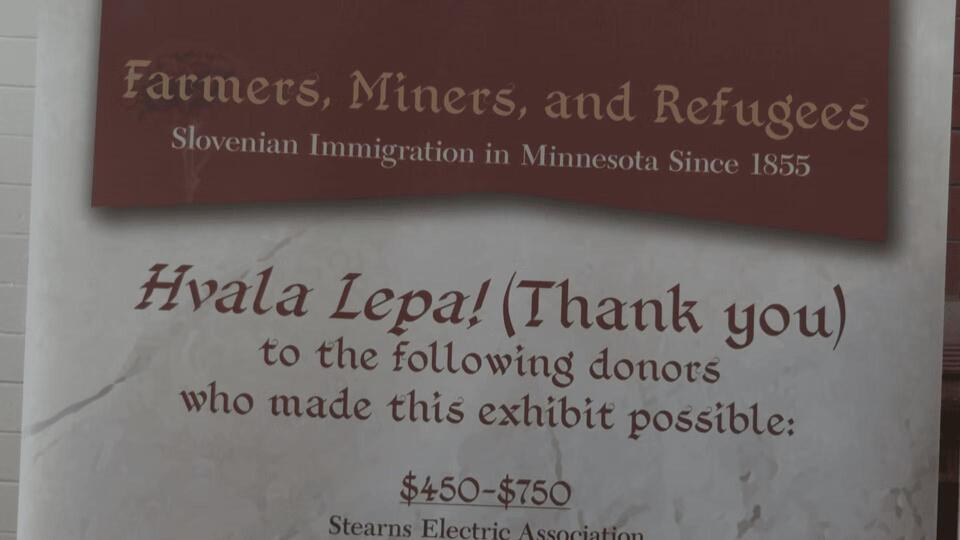 Farmers, Miners, and Refugees
Slovenian Immigration in Minnesota Since 1855
Hvala Lepa! (Thank you)
to the following donors
who made this exhibit possible:
$450-$750
Stearns Electric Association